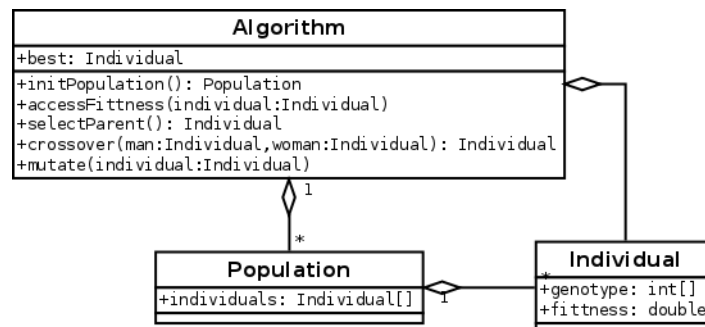 Algorithm
+best: Individual
+initPopulation(): Population
+accessFittness(individual:Individual)
+selectParent(): Individual
+crossover(man:Individual,woman:Individual): Individual
+mutate(individual:Individual)
1
*
Population
+individuals: Individual[]
1
*
Individual
+genotype: int[]
+fittness: double